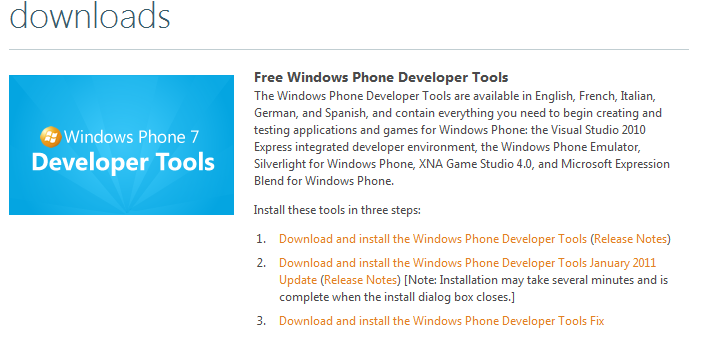 downloads
Windows Phone 7
Developer Tools
Free Windows Phone Developer Tools
The Windows Phone Developer Tools are available in English, French, Italian,
German, and Spanish, and contain everything you need to begin creating and
testing applications and games for Windows Phone: the Visual Studio 2010
Express integrated developer environment, the Windows Phone Emulator,
Silverlight for Windows Phone, XNA Game Studio 4.0, and Microsoft Expression
Blend for Windows Phone.
Install these tools in three steps:
1. Download and install the Windows Phone Developer Tools (Release Notes)
2. Download and install the Windows Phone Developer Tools January 2011
Update (Release Notes) [Note: Installation may take several minutes and is
complete when the install dialog box closes.]
3. Download and install the Windows Phone Developer Tools Fix